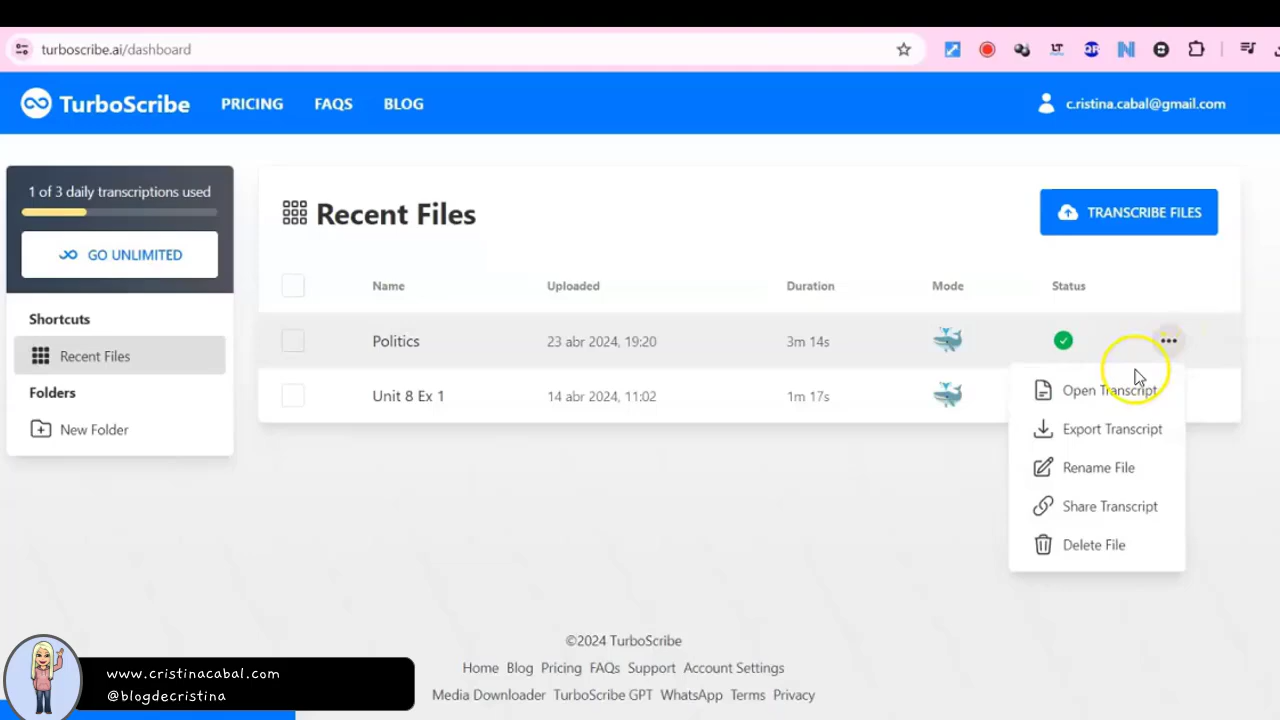 turboscribe.ai/dashboard
TurboScribe PRICING FAQS BLOG c.ristina.cabal@gmail.com
1 of 3 daily transcriptions used
GO UNLIMITED
Shortcuts
Recent Files
Folders
New Folder
Recent Files
TRANSCRIBE FILES
Name Uploaded Duration Mode Status
Politics 23 abr 2024, 19:20 3m 14s
Unit 8 Ex 1 14 abr 2024, 11:02 1m 17s
Open Transcript
Export Transcript
Rename File
Share Transcript
Delete File
©2024 TurboScribe
Home Blog Pricing FAQs Support Account Settings
Media Downloader TurboScribe GPT WhatsApp Terms Privacy
www.cristinacabal.com
@blogdecristina